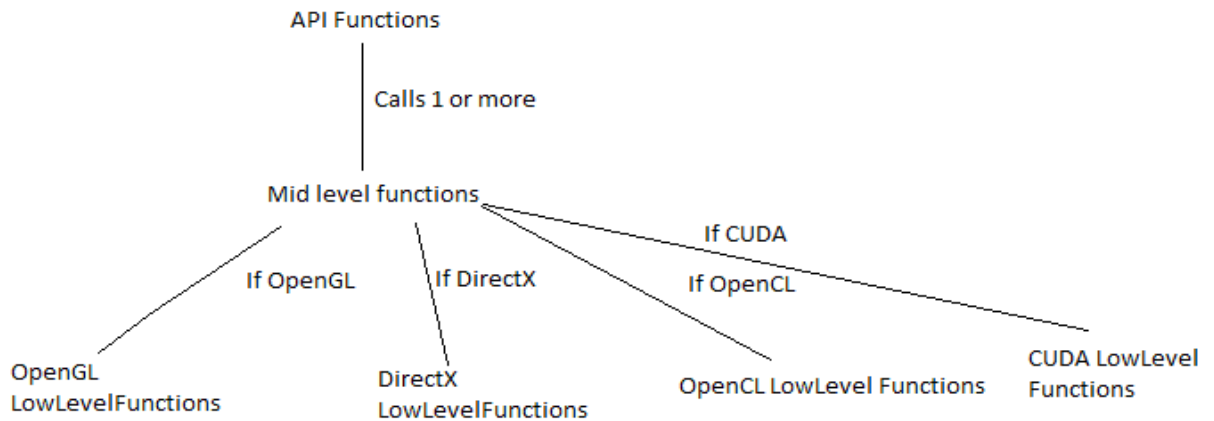 API Functions
Calls 1 or more
Mid level functions
If CUDA
If OpenGL
If DirectX
If OpenCL
OpenGL
LowLevelFunctions
DirectX
LowLevelFunctions
OpenCL LowLevel Functions
CUDA LowLevel
Functions